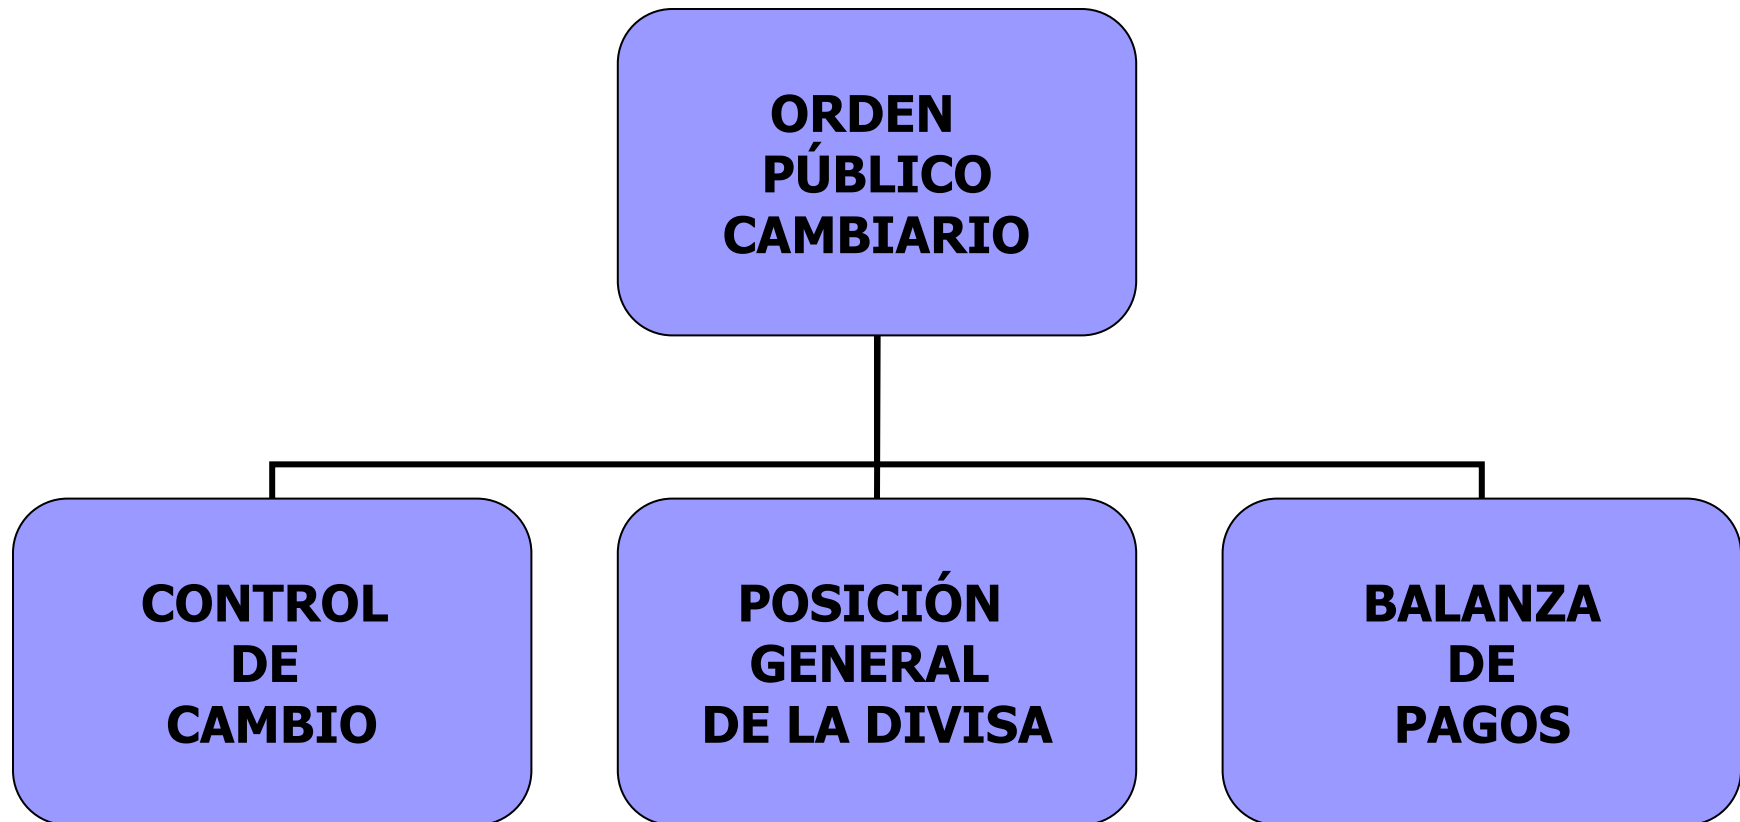 ORDEN
PÚBLICO
CAMBIARIO
CONTROL
DE
CAMBIO
POSICIÓN
GENERAL
DE LA DIVISA
BALANZA
DE
PAGOS